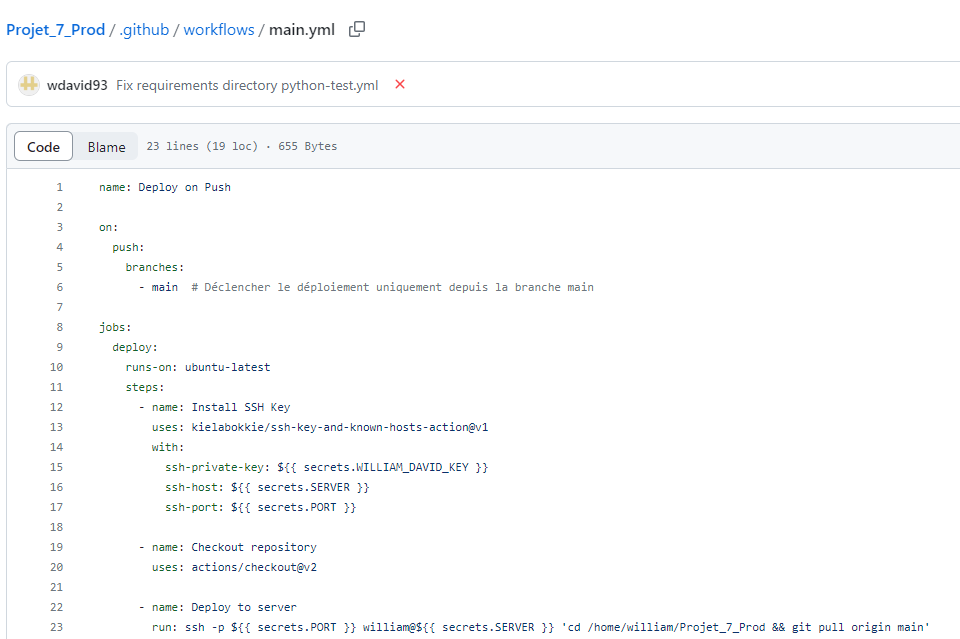 Projet_7_Prod / .github / workflows / main.yml
wdavid93 Fix requirements directory python-test.yml
Code Blame 23 lines (19 loc) · 655 Bytes
1 name: Deploy on Push
2
3 on:
4 push:
5 branches:
6 - main # Déclencher le déploiement uniquement depuis la branche main
7
8 jobs:
9 deploy:
10 runs-on: ubuntu-latest
11 steps:
12 - name: Install SSH Key
13 uses: kielabokkie/ssh-key-and-known-hosts-action@v1
14 with:
15 ssh-private-key: ${{ secrets.WILLIAM_DAVID_KEY }}
16 ssh-host: ${{ secrets.SERVER }}
17 ssh-port: ${{ secrets.PORT }}
18
19 - name: Checkout repository
20 uses: actions/checkout@v2
21
22 - name: Deploy to server
23 run: ssh -p ${{ secrets.PORT }} william@${{ secrets.SERVER }} 'cd /home/william/Projet_7_Prod && git pull origin main'